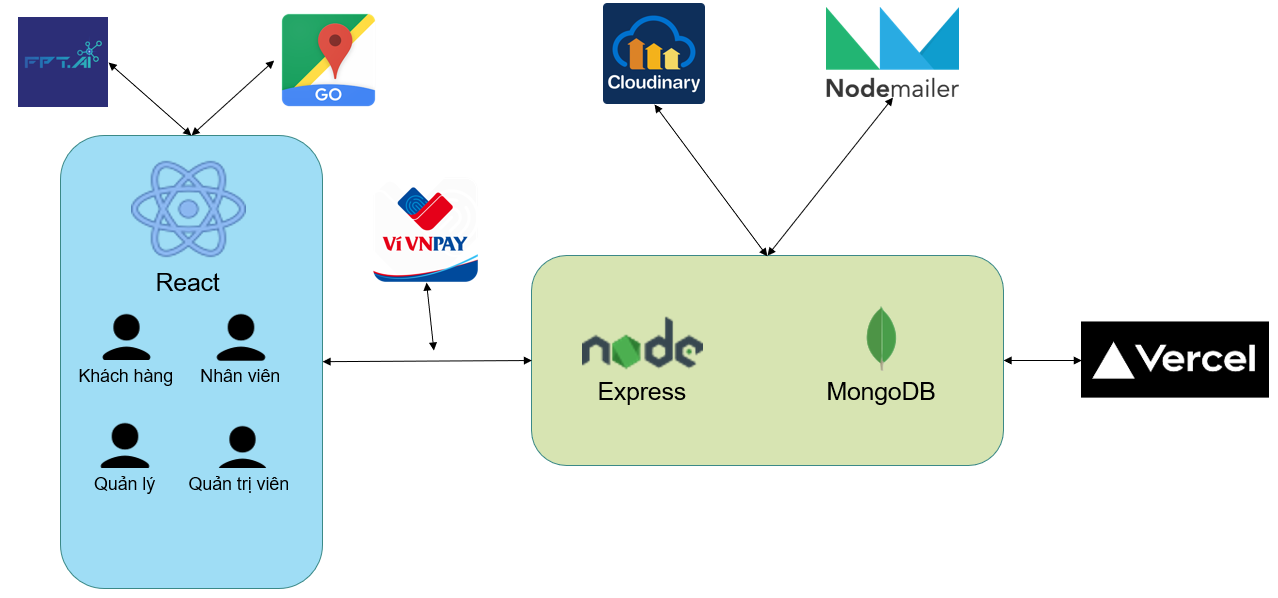 FPT.AI
GO
Cloudinary
Nodemailer
React
VÍ VNPAY
Khách hàng
Nhân viên
Quản lý
Quản trị viên
node
Express
MongoDB
Vercel